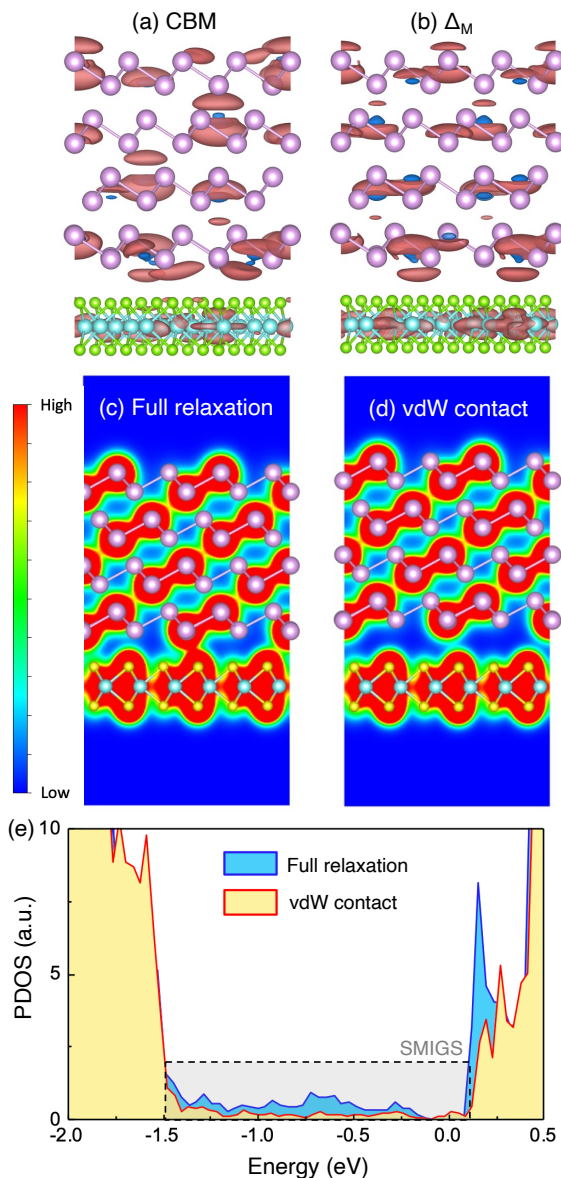 (a) CBM
(b) Δ_M
High
(c) Full relaxation
(d) vdW contact
Low
(e)
10
5
0
PDOS (a.u.)
Full relaxation
vdW contact
SMIGS
-2.0 -1.5 -1.0 -0.5 0.0 0.5
Energy (eV)